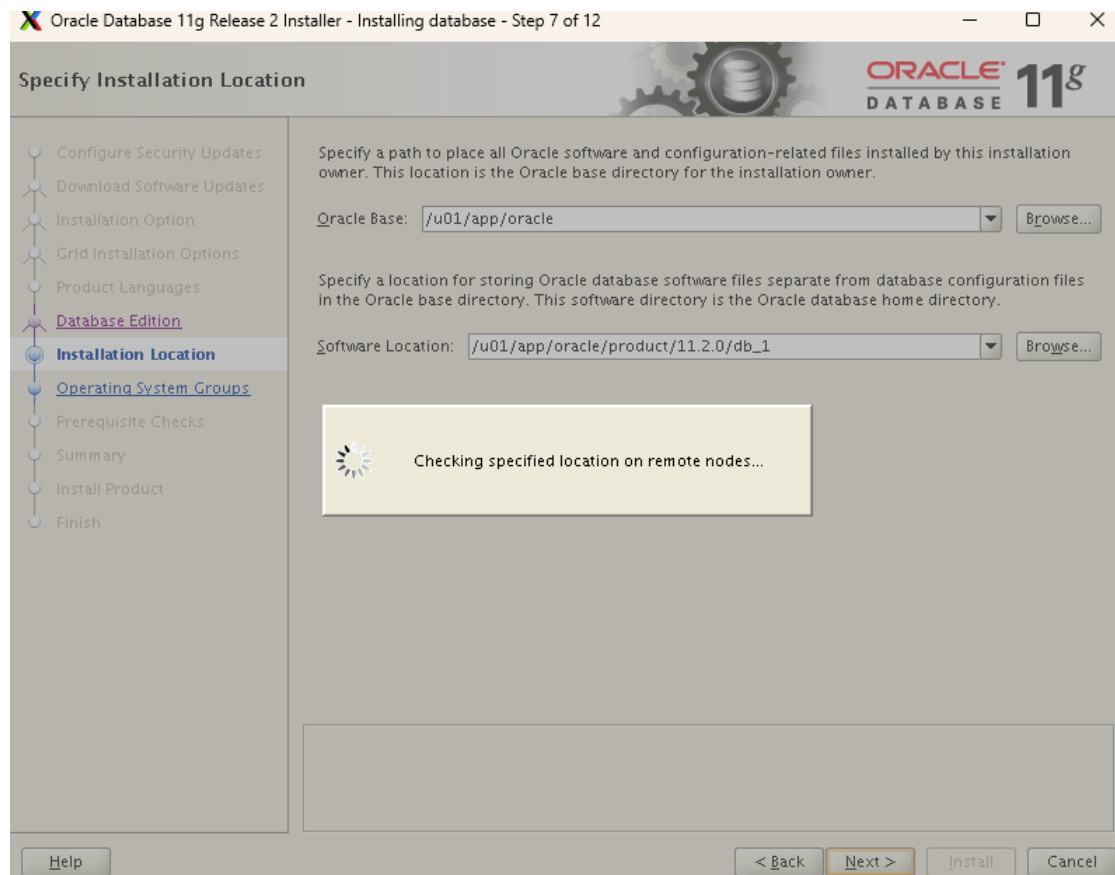 Oracle Database 11g Release 2 Installer - Installing database - Step 7 of 12
Specify Installation Location
ORACLE
DATABASE
11g
Configure Security Updates
Download Software Updates
Installation Option
Grid Installation Options
Product Languages
Database Edition
Installation Location
Operating System Groups
Prerequisite Checks
Summary
Install Product
Finish
Specify a path to place all Oracle software and configuration-related files installed by this installation
owner. This location is the Oracle base directory for the installation owner.
Oracle Base: /u01/app/oracle Browse...
Specify a location for storing Oracle database software files separate from database configuration files
in the Oracle base directory. This software directory is the Oracle database home directory.
Software Location: /u01/app/oracle/product/11.2.0/db_1 Browse...
Checking specified location on remote nodes...
Help < Back Next > Install Cancel